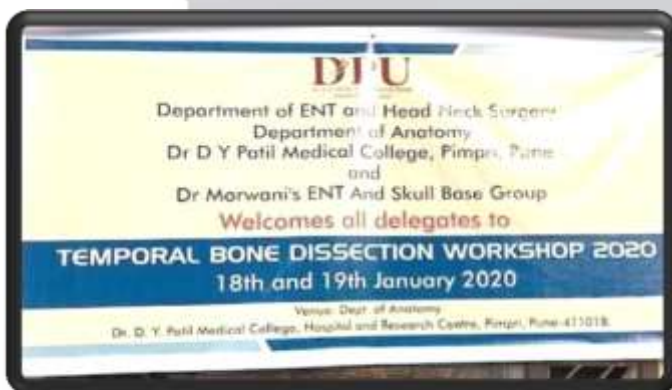 DPU
Department of ENT and Head Neck Surgery
Department of Anatomy
Dr D Y Patil Medical College, Pimpri, Pune
and
Dr Morwani's ENT And Skull Base Group
Welcomes all delegates to
TEMPORAL BONE DISSECTION WORKSHOP 2020
18th and 19th January 2020
Venue: Dept. of Anatomy
Dr. D. Y. Patil Medical College, Hospital and Research Centre, Pimpri, Pune-411018.